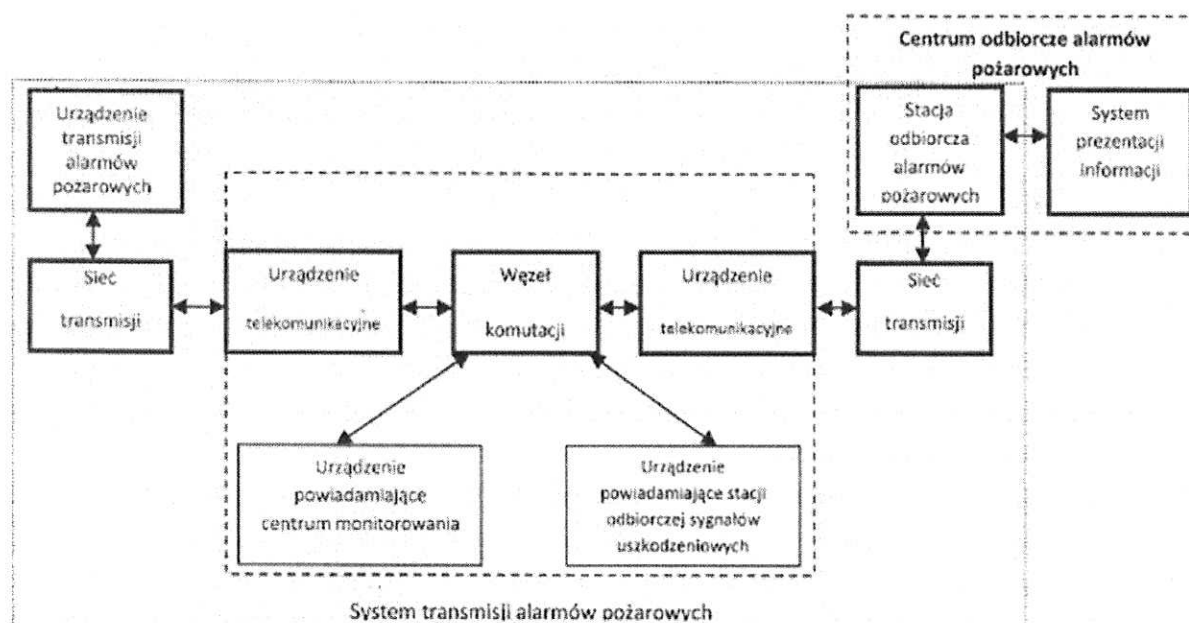 Centrum odbiorcze alarmów
pożarowych
Urządzenie
transmisji
alarmów
pożarowych
Stacja
odbiorcza
alarmów
pożarowych
System
prezentacji
informacji
Sieć
transmisji
Urządzenie
telekomunikacyjne
Węzeł
komutacji
Urządzenie
telekomunikacyjne
Sieć
transmisji
Urządzenie
powiadamiające
centrum monitorowania
Urządzenie
powiadamiające stacji
odbiorczej sygnałów
uszkodzeniowych
System transmisji alarmów pożarowych